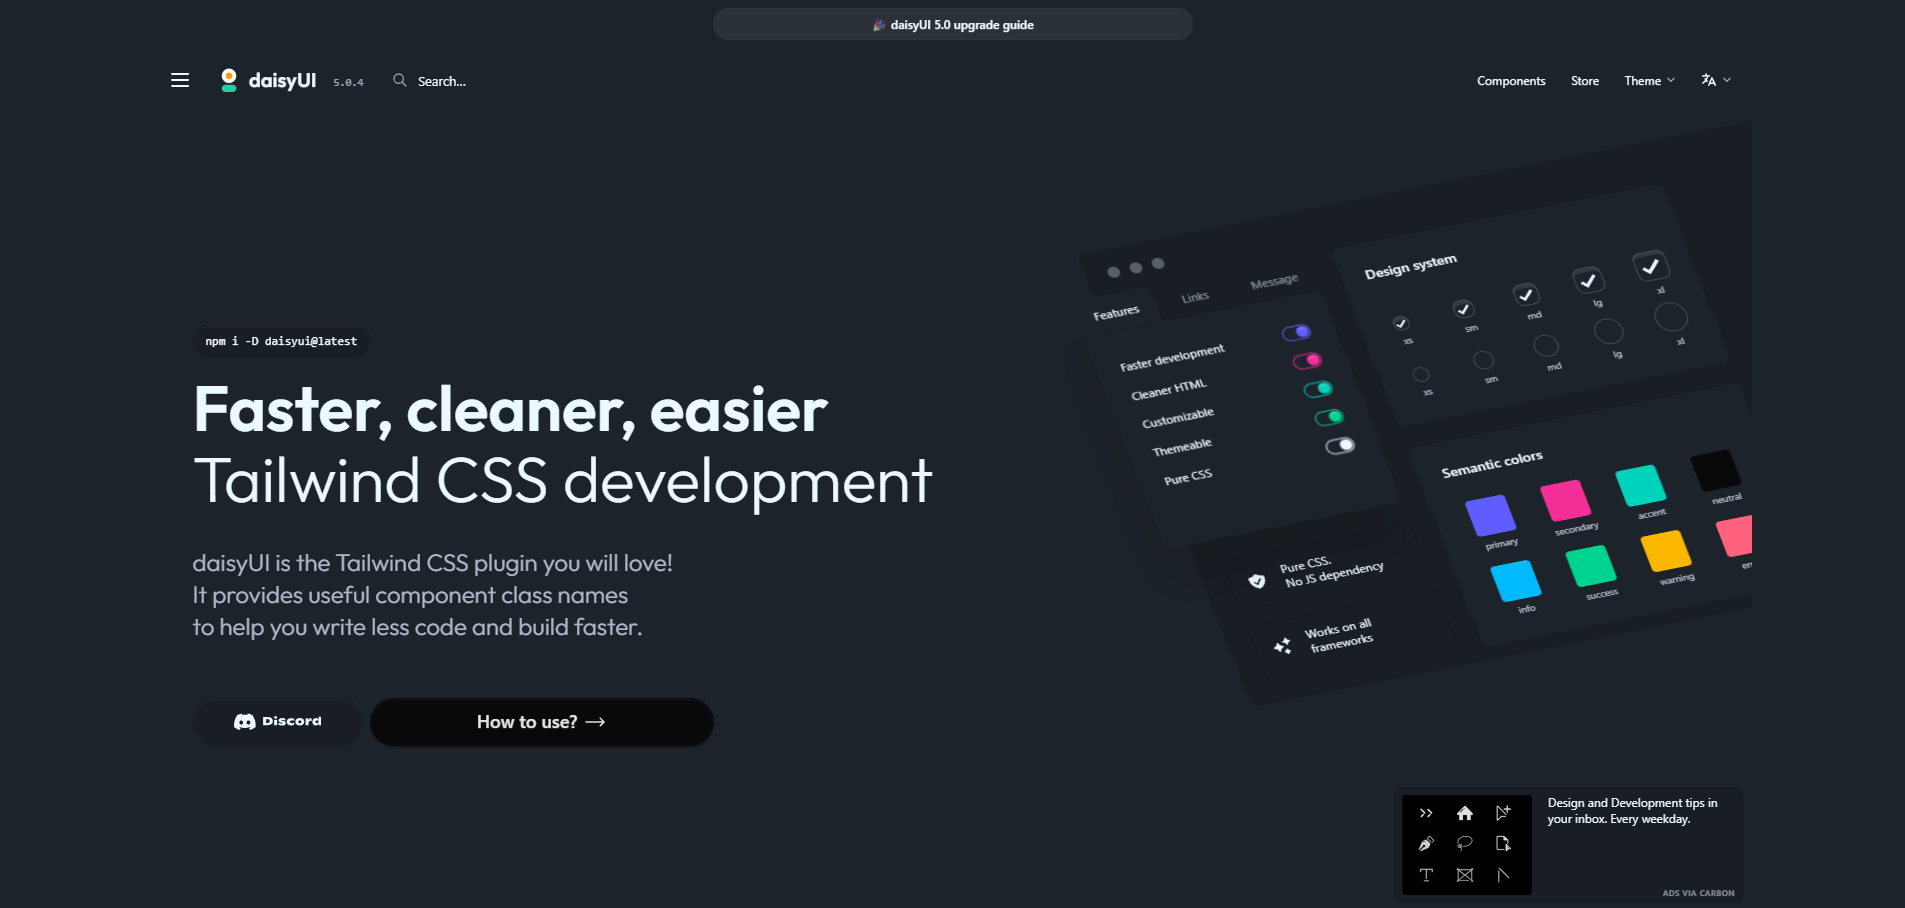 🎉 daisyUI 5.0 upgrade guide
daisyUI 5.0.4 Search... Components Store Theme
Design system
xs sm md lg xl
xs sm md lg xl
Features Links Message
Faster development
Cleaner HTML
Customizable
Themeable
Pure CSS
npm i -D daisyui@latest
Faster, cleaner, easier
Tailwind CSS development
daisyUI is the Tailwind CSS plugin you will love!
It provides useful component class names
to help you write less code and build faster.
Semantic colors
primary secondary accent neutral
info success warning
Pure CSS.
No JS dependency
Works on all
frameworks
Discord How to use? →
Design and Development tips in
your inbox. Every weekday.
ADS VIA CARBON